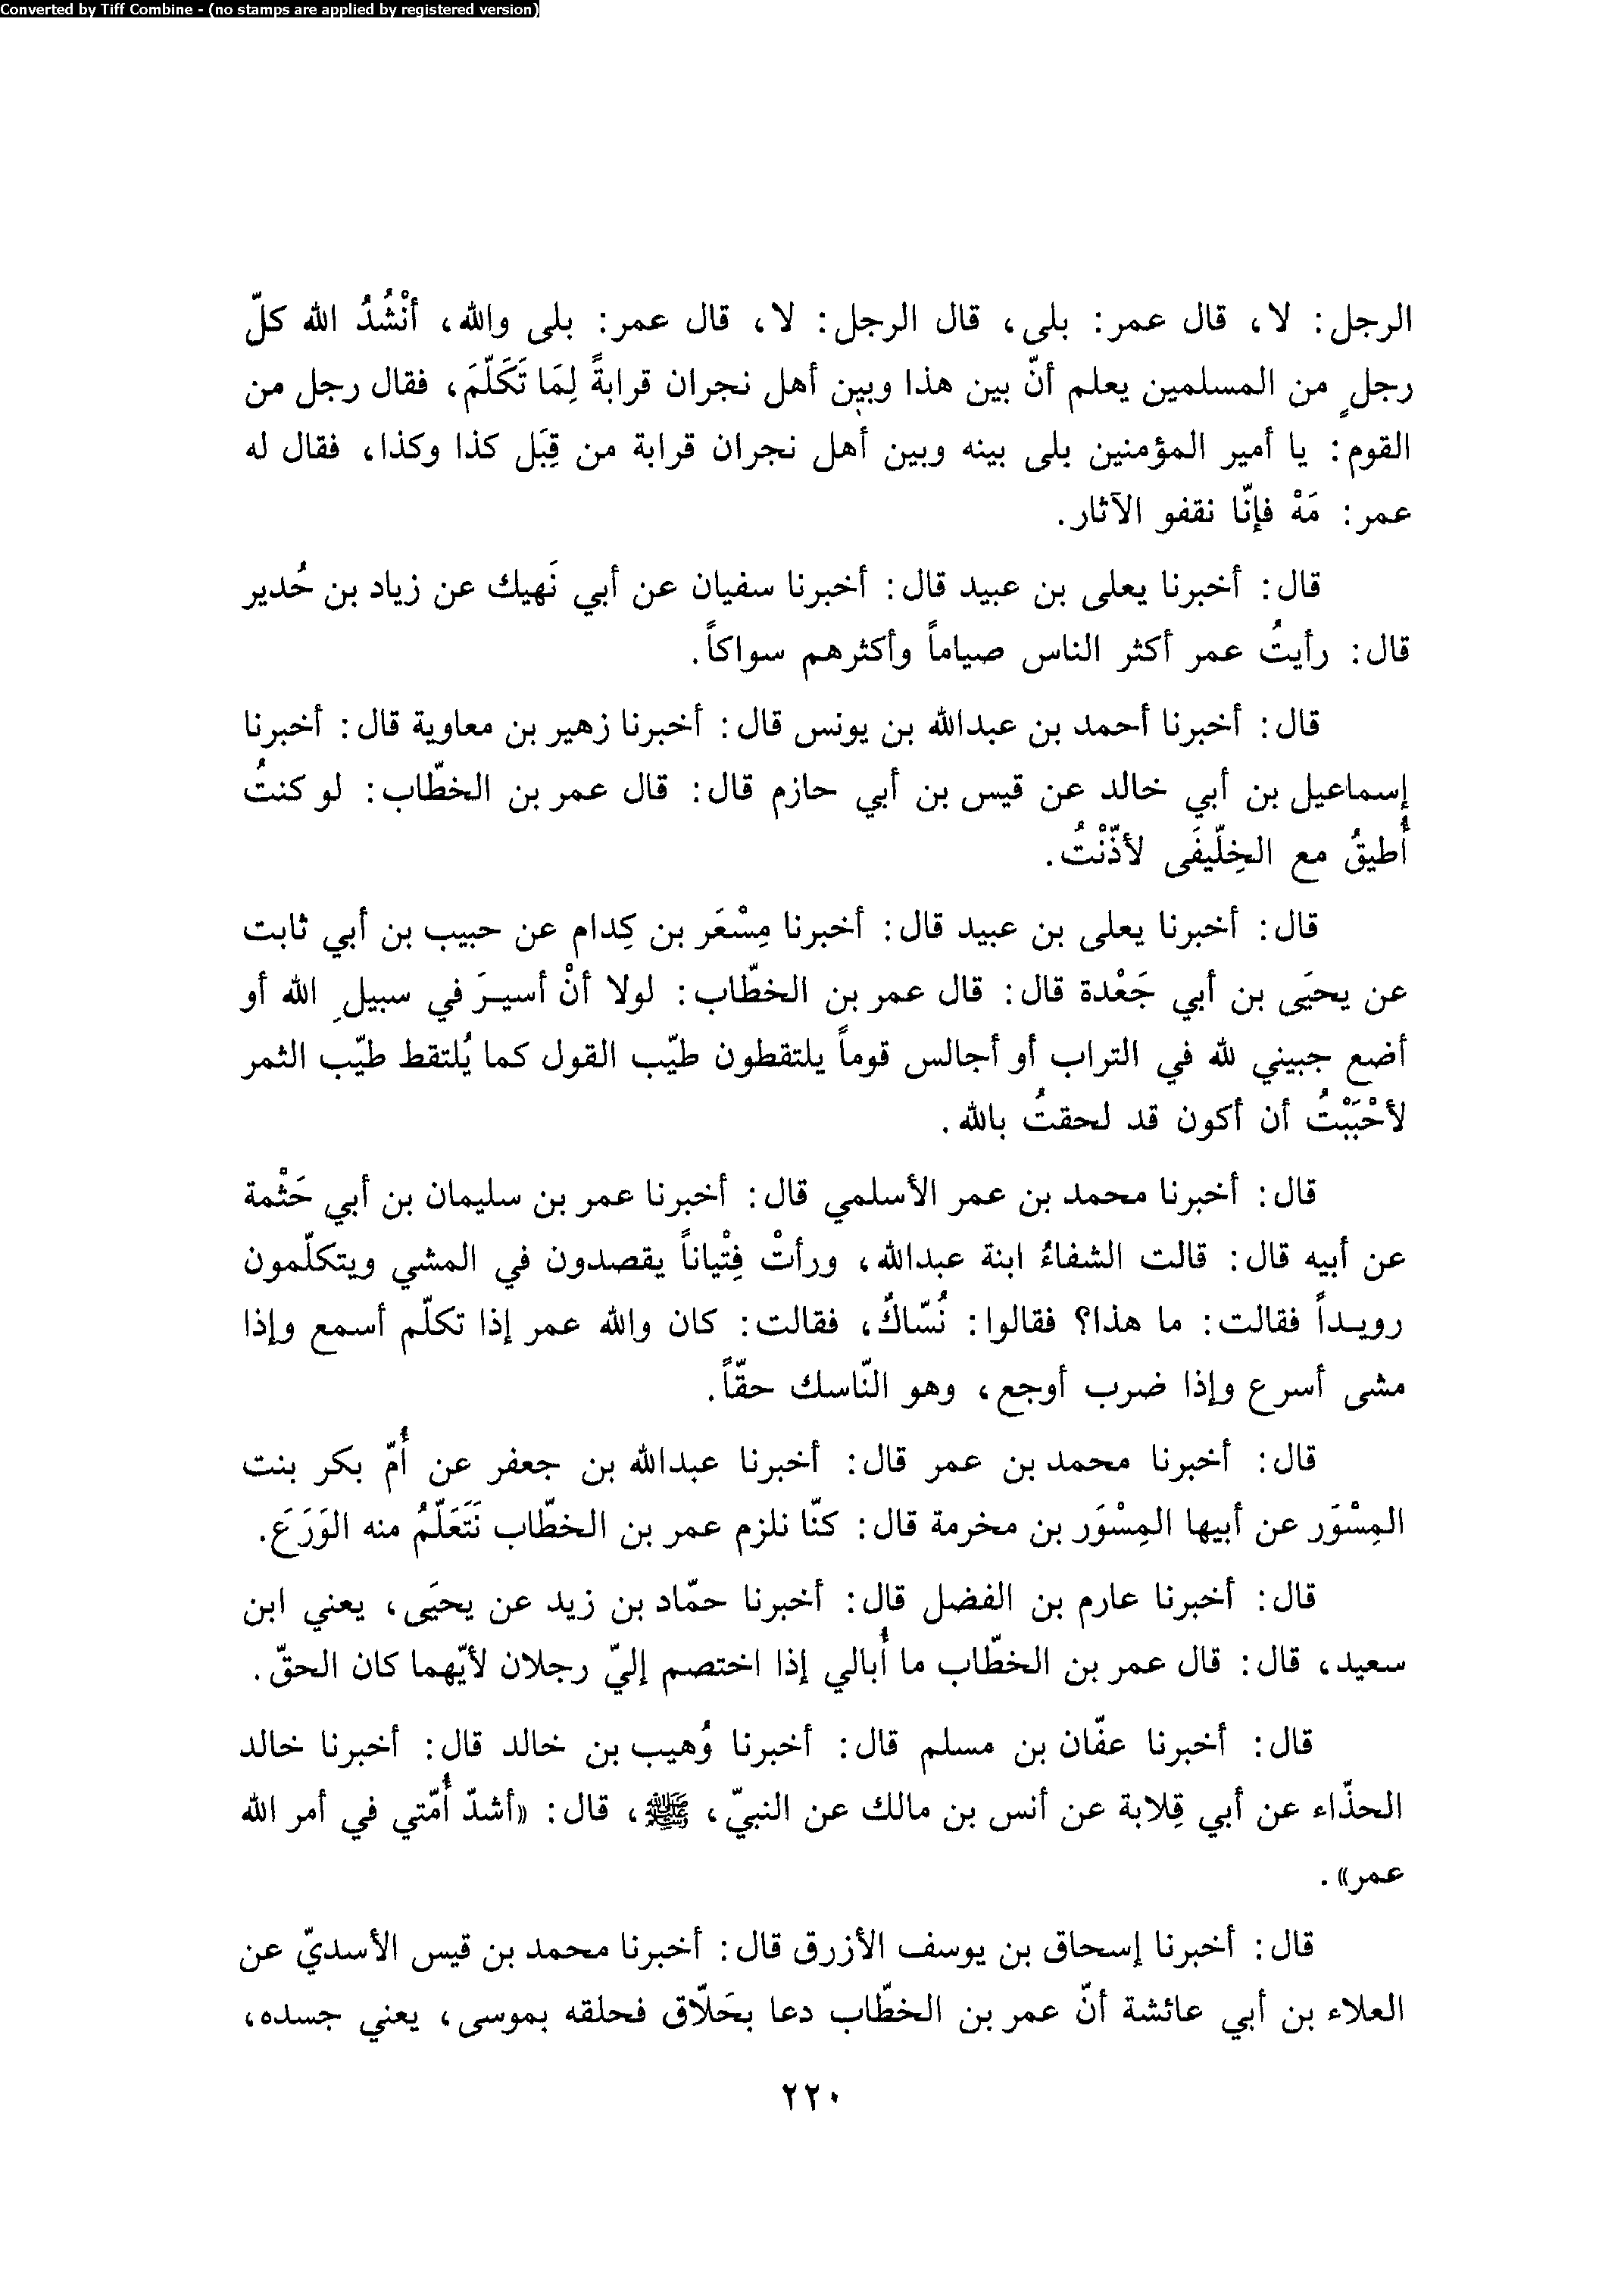 Converted by Tiff Combine - (no stamps are applied by registered version)
الرجل: لا، قال عمر: بلى، قال الرجل: لا، قال عمر: بلى والله، أنْشُدُ الله كلّ
رجلٍ من المسلمين يعلم أنّ بين هذا وبين أهل نجران قرابةً لِمَا تَكَلّمَ، فقال رجل من
القوم: يا أمير المؤمنين بلى بينه وبين أهل نجران قرابة من قِبَل كذا وكذا، فقال له
عمر: مَهْ فإنّا نقفو الآثار.
قال: أخبرنا يعلى بن عبيد قال: أخبرنا سفيان عن أبي نَهيك عن زياد بن حُدير
قال: رأيتُ عمر أكثر الناس صياماً وأكثرهم سواكاً.
قال: أخبرنا أحمد بن عبدالله بن يونس قال: أخبرنا زهير بن معاوية قال: أخبرنا
إسماعيل بن أبي خالد عن قيس بن أبي حازم قال: قال عمر بن الخطّاب: لو كنتُ
أُطيقُ مع الخِلّيفَى لأذّنْتُ.
قال: أخبرنا يعلى بن عبيد قال: أخبرنا مِسْعَر بن كِدام عن حبيب بن أبي ثابت
عن يحيَى بن أبي جَعْدة قال: قال عمر بن الخطّاب: لولا أنْ أسيرَ في سبيلِ الله أو
أضع جبيني لله في التراب أو أجالس قوماً يلتقطون طيّب القول كما يُلتقط طيّب الثمر
لأحْبَبْتُ أن أكون قد لحقتُ بالله.
قال: أخبرنا محمد بن عمر الأسلمي قال: أخبرنا عمر بن سليمان بن أبي حَثْمة
عن أبيه قال: قالت الشفاءُ ابنة عبدالله، ورأتْ فِتْياناً يقصدون في المشي ويتكلّمون
رويداً فقالت: ما هذا؟ فقالوا: نُسّاكٌ، فقالت: كان والله عمر إذا تكلّم أسمع وإذا
مشى أسرع وإذا ضرب أوجع، وهو النّاسك حقّاً.
قال: أخبرنا محمد بن عمر قال: أخبرنا عبدالله بن جعفر عن أُمّ بكر بنت
المِسْوَر عن أبيها المِسْوَر بن مخرمة قال: كنّا نلزم عمر بن الخطّاب نَتَعَلّمُ منه الوَرَعَ.
قال: أخبرنا عارم بن الفضل قال: أخبرنا حمّاد بن زيد عن يحيَى، يعني ابن
سعيد، قال: قال عمر بن الخطّاب ما أُبالي إذا اختصم إليّ رجلان لأيّهما كان الحقّ.
قال: أخبرنا عفّان بن مسلم قال: أخبرنا وُهيب بن خالد قال: أخبرنا خالد
الحذّاء عن أبي قِلابة عن أنس بن مالك عن النبيّ، ﷺ، قال: «أشدّ أُمّتي في أمر الله
عمر».
قال: أخبرنا إسحاق بن يوسف الأزرق قال: أخبرنا محمد بن قيس الأسديّ عن
العلاء بن أبي عائشة أنّ عمر بن الخطّاب دعا بحَلّاق فحلقه بموسى، يعني جسده،
٢٢٠